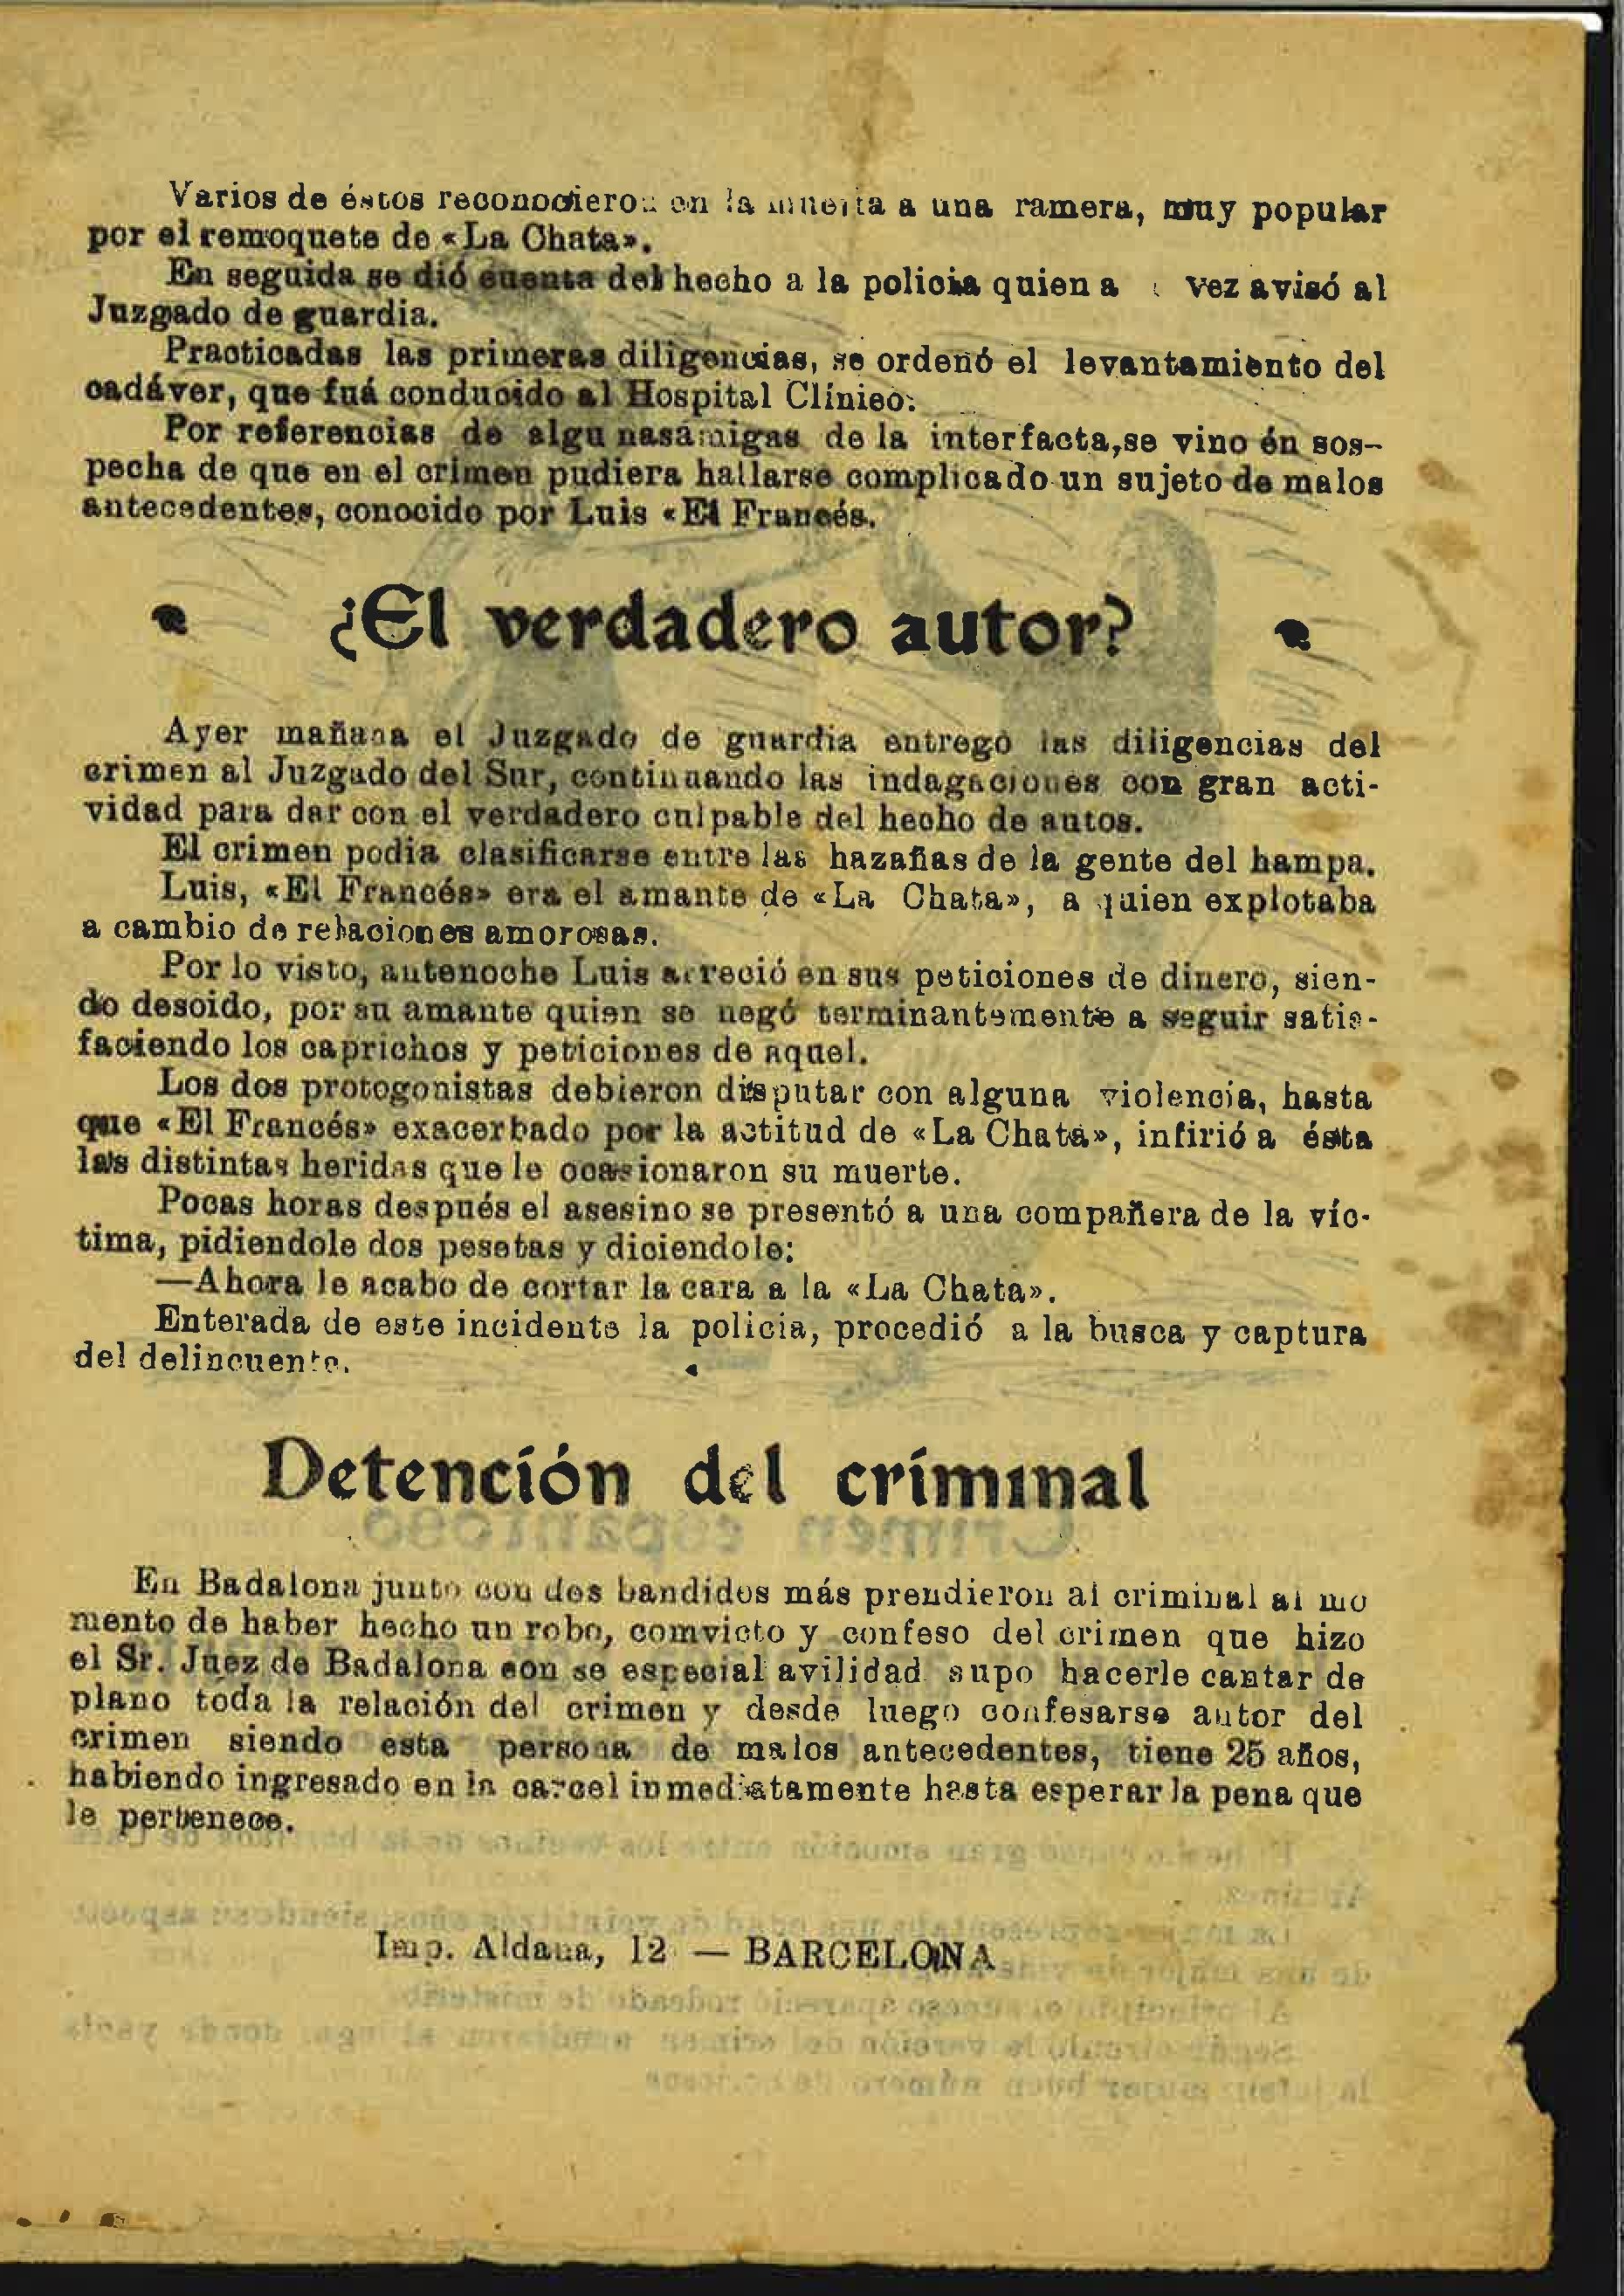 Varios de éstos reconocieron en la muerta a una ramera, muy popular
por el remoquete de «La Chata».
En seguida se dió cuenta del hecho a la policia quien a vez avisó al
Juzgado de guardia.
Practicadas las primeras diligencias, se ordenó el levantamiento del
cadáver, que fuá conducido al Hospital Clínico.
Por referencias de algu nasamigas de la interfacta,se vino én sos-
pecha de que en el crimen pudiera hallarse complicado un sujeto de malos
antecedentes, conocido por Luis «El Francés.
¿El verdadero autor?
Ayer mañana el Juzgado de guardia entregó las diligencias del
crimen al Juzgado del Sur, continuando las indagaciones con gran acti-
vidad para dar con el verdadero culpable del hecho de autos.
El crimen podia clasificarse entre las hazañas de la gente del hampa.
Luis, «El Francés» era el amante de «La Chata», a quien explotaba
a cambio de relaciones amorosas.
Por lo visto, antenoche Luis arreció en sus peticiones de dinero, sien-
do desoido, por su amante quien se negó terminantemente a seguir satis-
faciendo los caprichos y peticiones de aquel.
Los dos protogonistas debieron disputar con alguna violencia, hasta
que «El Francés» exacerbado por la actitud de «La Chata», infirió a ésta
las distintas heridas que le ocasionaron su muerte.
Pocas horas después el asesino se presentó a una compañera de la víc-
tima, pidiendole dos pesetas y diciendole:
—Ahora le acabo de cortar la cara a la «La Chata».
Enterada de este incidente la policia, procedió a la busca y captura
del delincuente.
Detención del criminal
En Badalona junto con dos bandidos más prendieron al criminal al mo
mento de haber hecho un robo, comvicto y confeso del crimen que hizo
el Sr. Juez de Badalona con se especial avilidad supo hacerle cantar de
plano toda la relación del crimen y desde luego confesarse autor del
crimen siendo esta persona de malos antecedentes, tiene 25 años,
habiendo ingresado en la carcel inmediatamente hasta esperar la pena que
le pertenece.
Imp. Aldana, 12 — BARCELONA